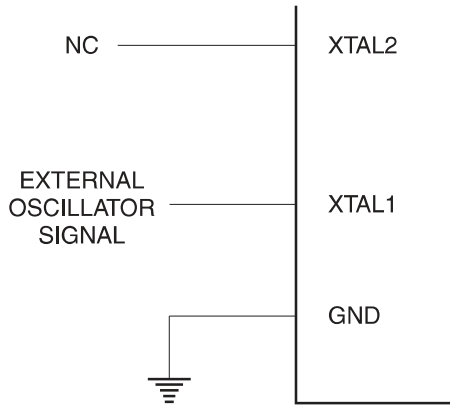 NC
XTAL2
EXTERNAL
OSCILLATOR
SIGNAL
XTAL1
GND